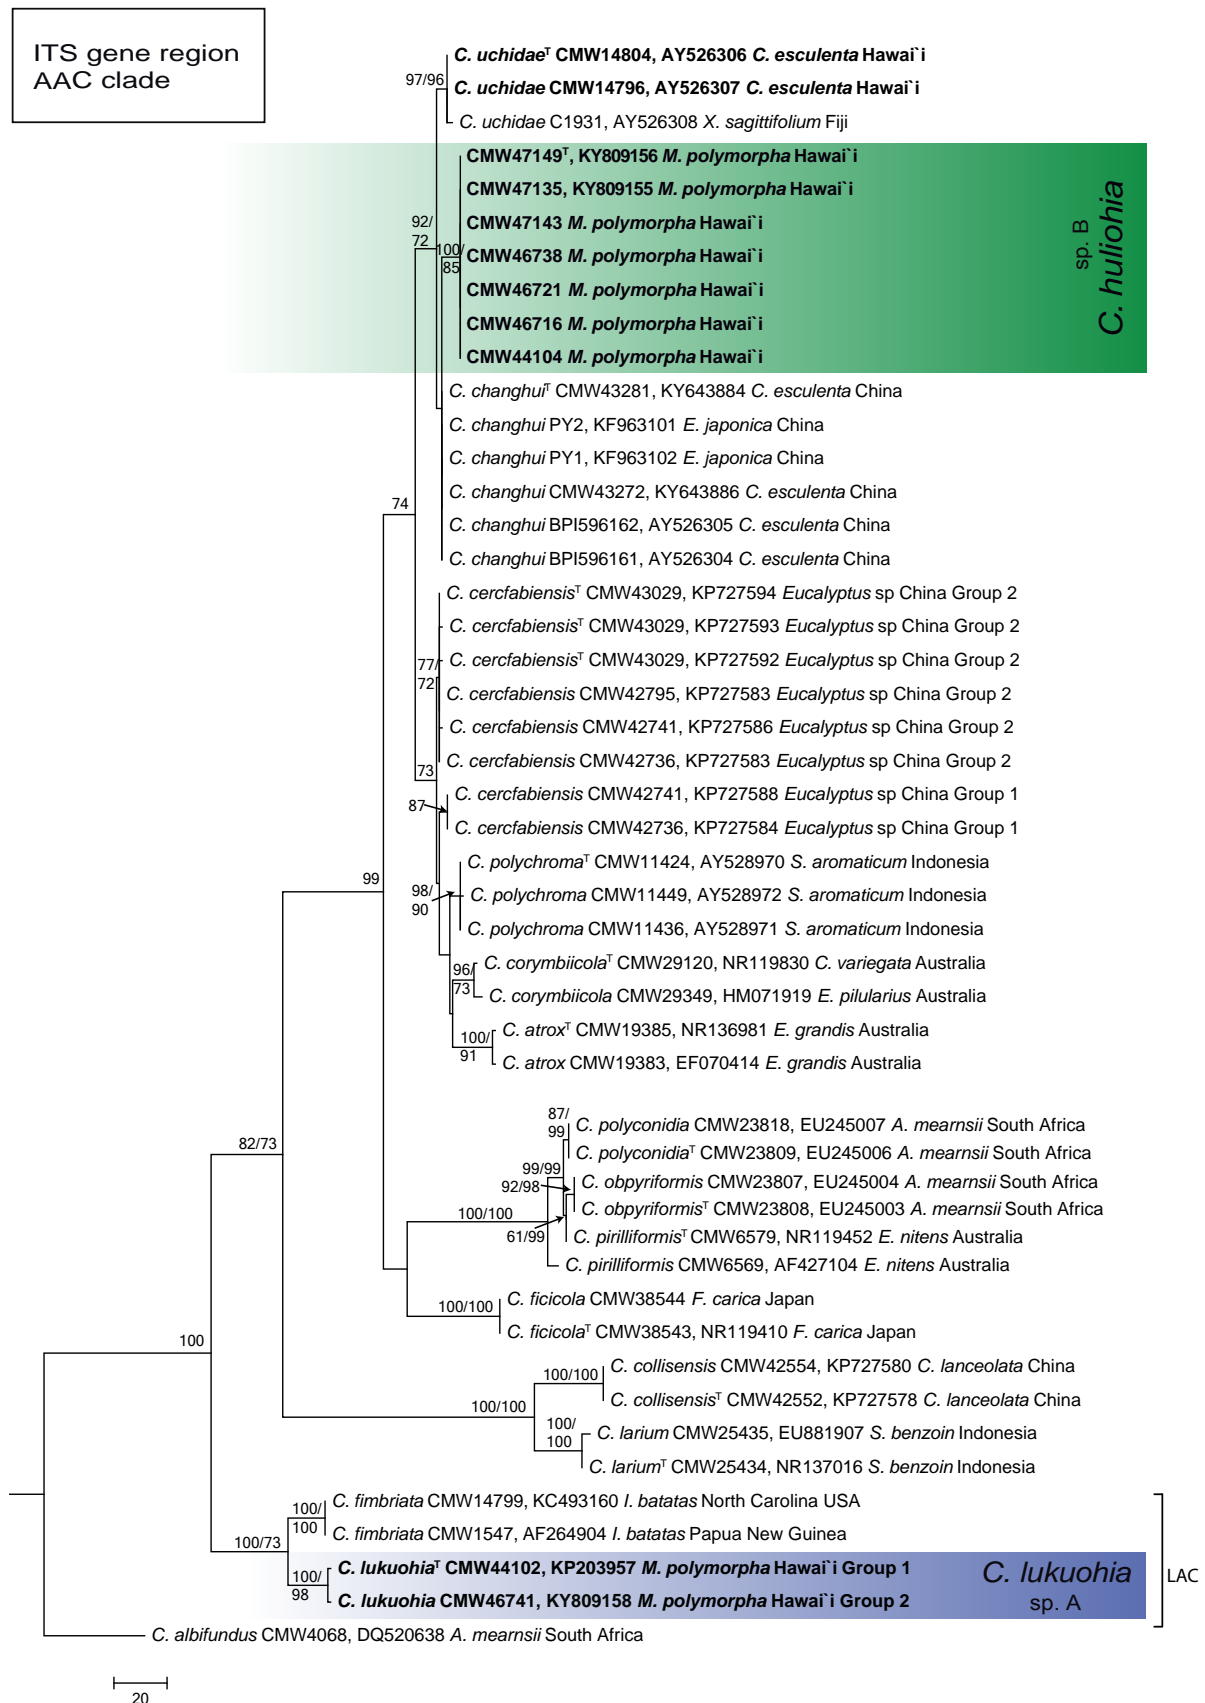 ITS gene region
AAC clade
C. uchidaeᵀ CMW14804, AY526306 C. esculenta Hawai`i
97/96
C. uchidae CMW14796, AY526307 C. esculenta Hawai`i
C. uchidae C1931, AY526308 X. sagittifolium Fiji
CMW47149ᵀ, KY809156 M. polymorpha Hawai`i
CMW47135, KY809155 M. polymorpha Hawai`i
CMW47143 M. polymorpha Hawai`i
92/
72
CMW46738 M. polymorpha Hawai`i
100/
85
CMW46721 M. polymorpha Hawai`i
CMW46716 M. polymorpha Hawai`i
CMW44104 M. polymorpha Hawai`i
sp. B
C. huliohia
C. changhuiᵀ CMW43281, KY643884 C. esculenta China
C. changhui PY2, KF963101 E. japonica China
C. changhui PY1, KF963102 E. japonica China
C. changhui CMW43272, KY643886 C. esculenta China
74
C. changhui BPI596162, AY526305 C. esculenta China
C. changhui BPI596161, AY526304 C. esculenta China
C. cercfabiensisᵀ CMW43029, KP727594 Eucalyptus sp China Group 2
C. cercfabiensisᵀ CMW43029, KP727593 Eucalyptus sp China Group 2
C. cercfabiensisᵀ CMW43029, KP727592 Eucalyptus sp China Group 2
77/
72
C. cercfabiensis CMW42795, KP727583 Eucalyptus sp China Group 2
C. cercfabiensis CMW42741, KP727586 Eucalyptus sp China Group 2
C. cercfabiensis CMW42736, KP727583 Eucalyptus sp China Group 2
73
C. cercfabiensis CMW42741, KP727588 Eucalyptus sp China Group 1
87
C. cercfabiensis CMW42736, KP727584 Eucalyptus sp China Group 1
C. polychromaᵀ CMW11424, AY528970 S. aromaticum Indonesia
99
98/
90
C. polychroma CMW11449, AY528972 S. aromaticum Indonesia
C. polychroma CMW11436, AY528971 S. aromaticum Indonesia
C. corymbiicolaᵀ CMW29120, NR119830 C. variegata Australia
96/
73
C. corymbiicola CMW29349, HM071919 E. pilularius Australia
C. atroxᵀ CMW19385, NR136981 E. grandis Australia
100/
91
C. atrox CMW19383, EF070414 E. grandis Australia
87/
99
C. polyconidia CMW23818, EU245007 A. mearnsii South Africa
82/73
C. polyconidiaᵀ CMW23809, EU245006 A. mearnsii South Africa
99/99
92/98
C. obpyriformis CMW23807, EU245004 A. mearnsii South Africa
C. obpyriformisᵀ CMW23808, EU245003 A. mearnsii South Africa
100/100
61/99
C. pirilliformisᵀ CMW6579, NR119452 E. nitens Australia
C. pirilliformis CMW6569, AF427104 E. nitens Australia
C. ficicola CMW38544 F. carica Japan
100/100
C. ficicolaᵀ CMW38543, NR119410 F. carica Japan
100
C. collisensis CMW42554, KP727580 C. lanceolata China
100/100
C. collisensisᵀ CMW42552, KP727578 C. lanceolata China
100/100
100/
100
C. larium CMW25435, EU881907 S. benzoin Indonesia
C. lariumᵀ CMW25434, NR137016 S. benzoin Indonesia
C. fimbriata CMW14799, KC493160 I. batatas North Carolina USA
100/
100
C. fimbriata CMW1547, AF264904 I. batatas Papua New Guinea
100/73
C. lukuohiaᵀ CMW44102, KP203957 M. polymorpha Hawai`i Group 1
100/
98
C. lukuohia CMW46741, KY809158 M. polymorpha Hawai`i Group 2
C. lukuohia
sp. A
LAC
C. albifundus CMW4068, DQ520638 A. mearnsii South Africa
20